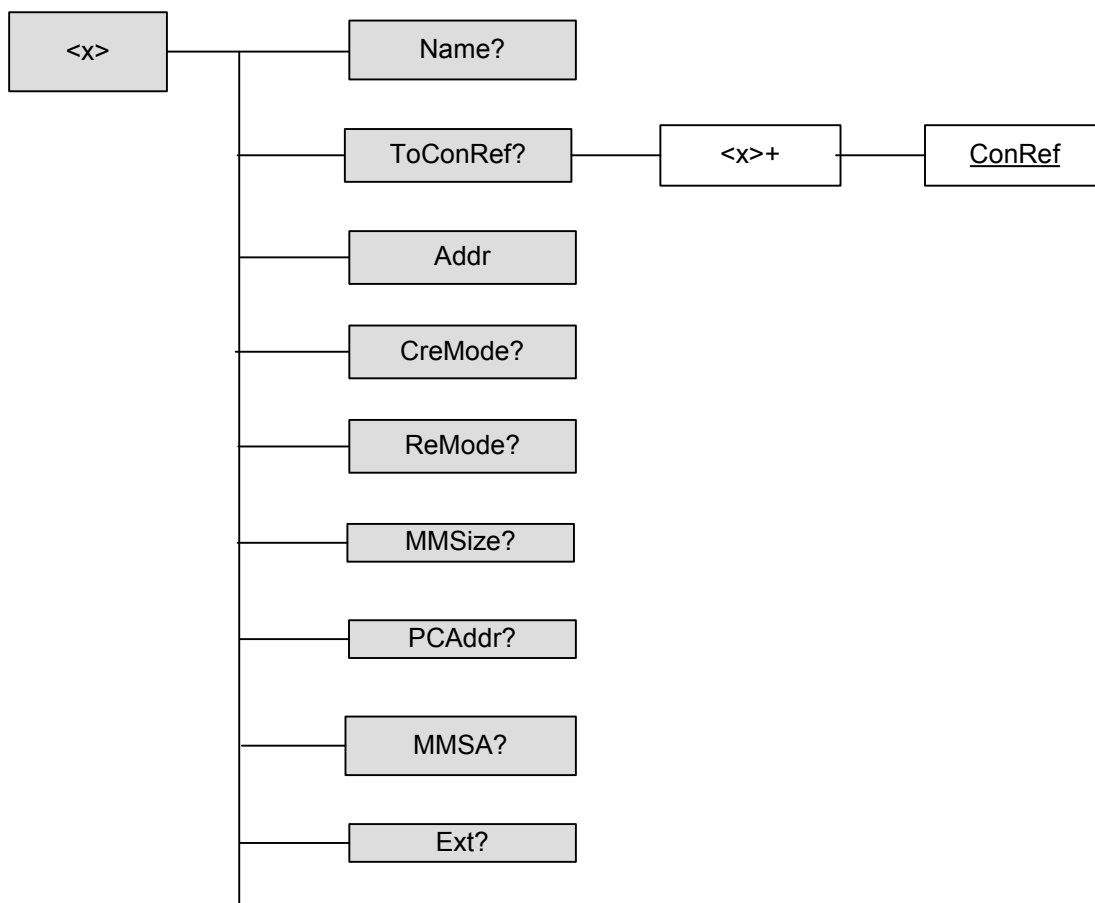 <x>
Name?
ToConRef?
<x>+
ConRef
Addr
CreMode?
ReMode?
MMSize?
PCAddr?
MMSA?
Ext?